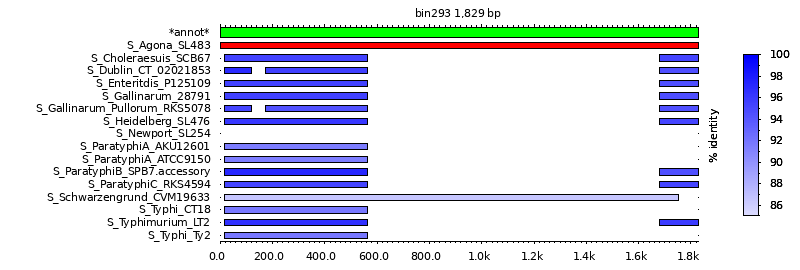 bin293 1,829 bp
*annot*
S_Agona_SL483
S_Choleraesuis_SCB67
S_Dublin_CT_02021853
S_Enteritdis_P125109
S_Gallinarum_28791
S_Gallinarum_Pullorum_RKS5078
S_Heidelberg_SL476
S_Newport_SL254
S_ParatyphiA_AKU12601
S_ParatyphiA_ATCC9150
S_ParatyphiB_SPB7.accessory
S_ParatyphiC_RKS4594
S_Schwarzengrund_CVM19633
S_Typhi_CT18
S_Typhimurium_LT2
S_Typhi_Ty2
0.0 200.0 400.0 600.0 800.0 1.0k 1.2k 1.4k 1.6k 1.8k
% identity
100
98
96
94
92
90
88
86